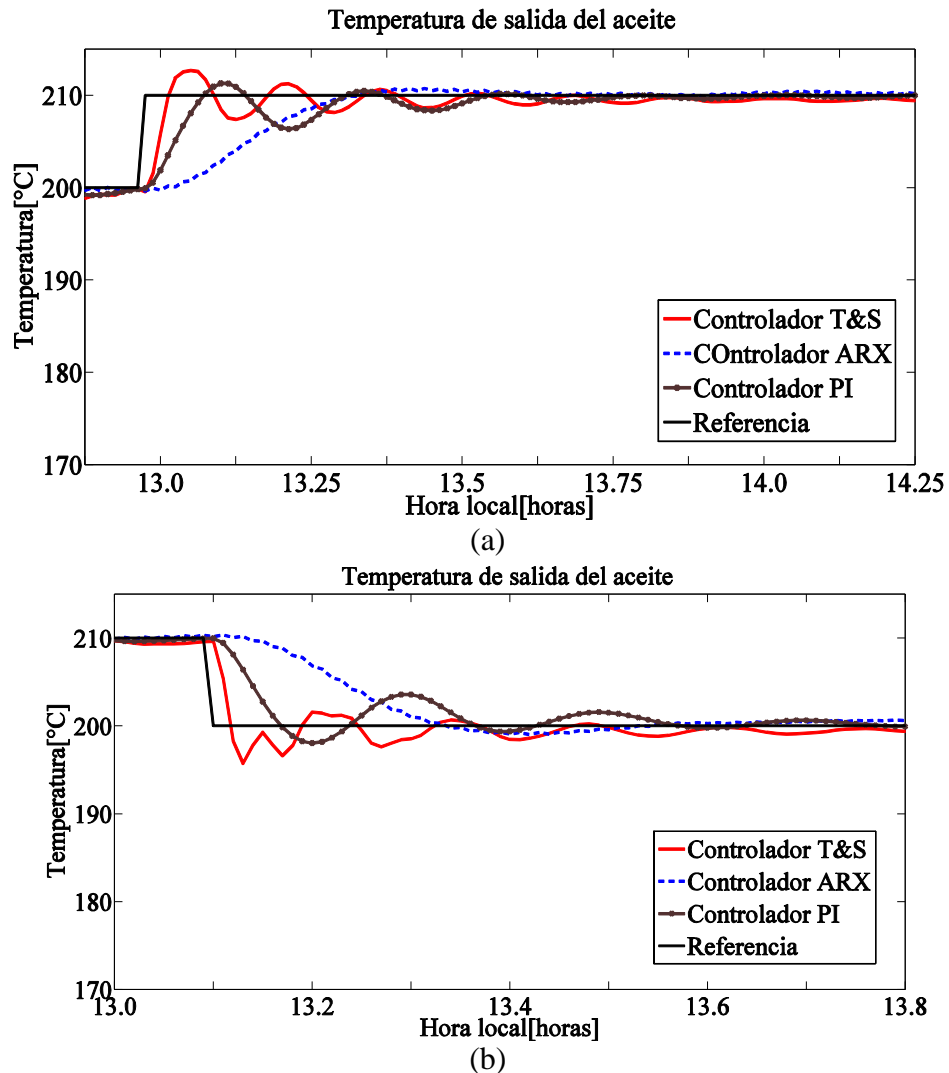 Temperatura de salida del aceite
Temperatura[°C]
210
200
190
180
170
13.0 13.25 13.5 13.75 14.0 14.25
Controlador T&S
COntrolador ARX
Controlador PI
Referencia
Hora local[horas]
(a)
Temperatura de salida del aceite
Temperatura[°C]
210
200
190
180
170
13.0 13.2 13.4 13.6 13.8
Controlador T&S
Controlador ARX
Controlador PI
Referencia
Hora local[horas]
(b)